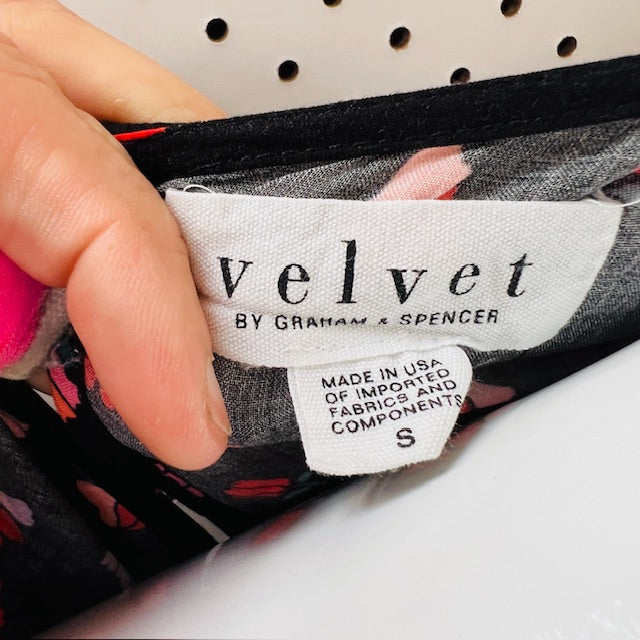 velvet
BY GRAHAM & SPENCER
MADE IN USA
OF IMPORTED
FABRICS AND
COMPONENTS
S